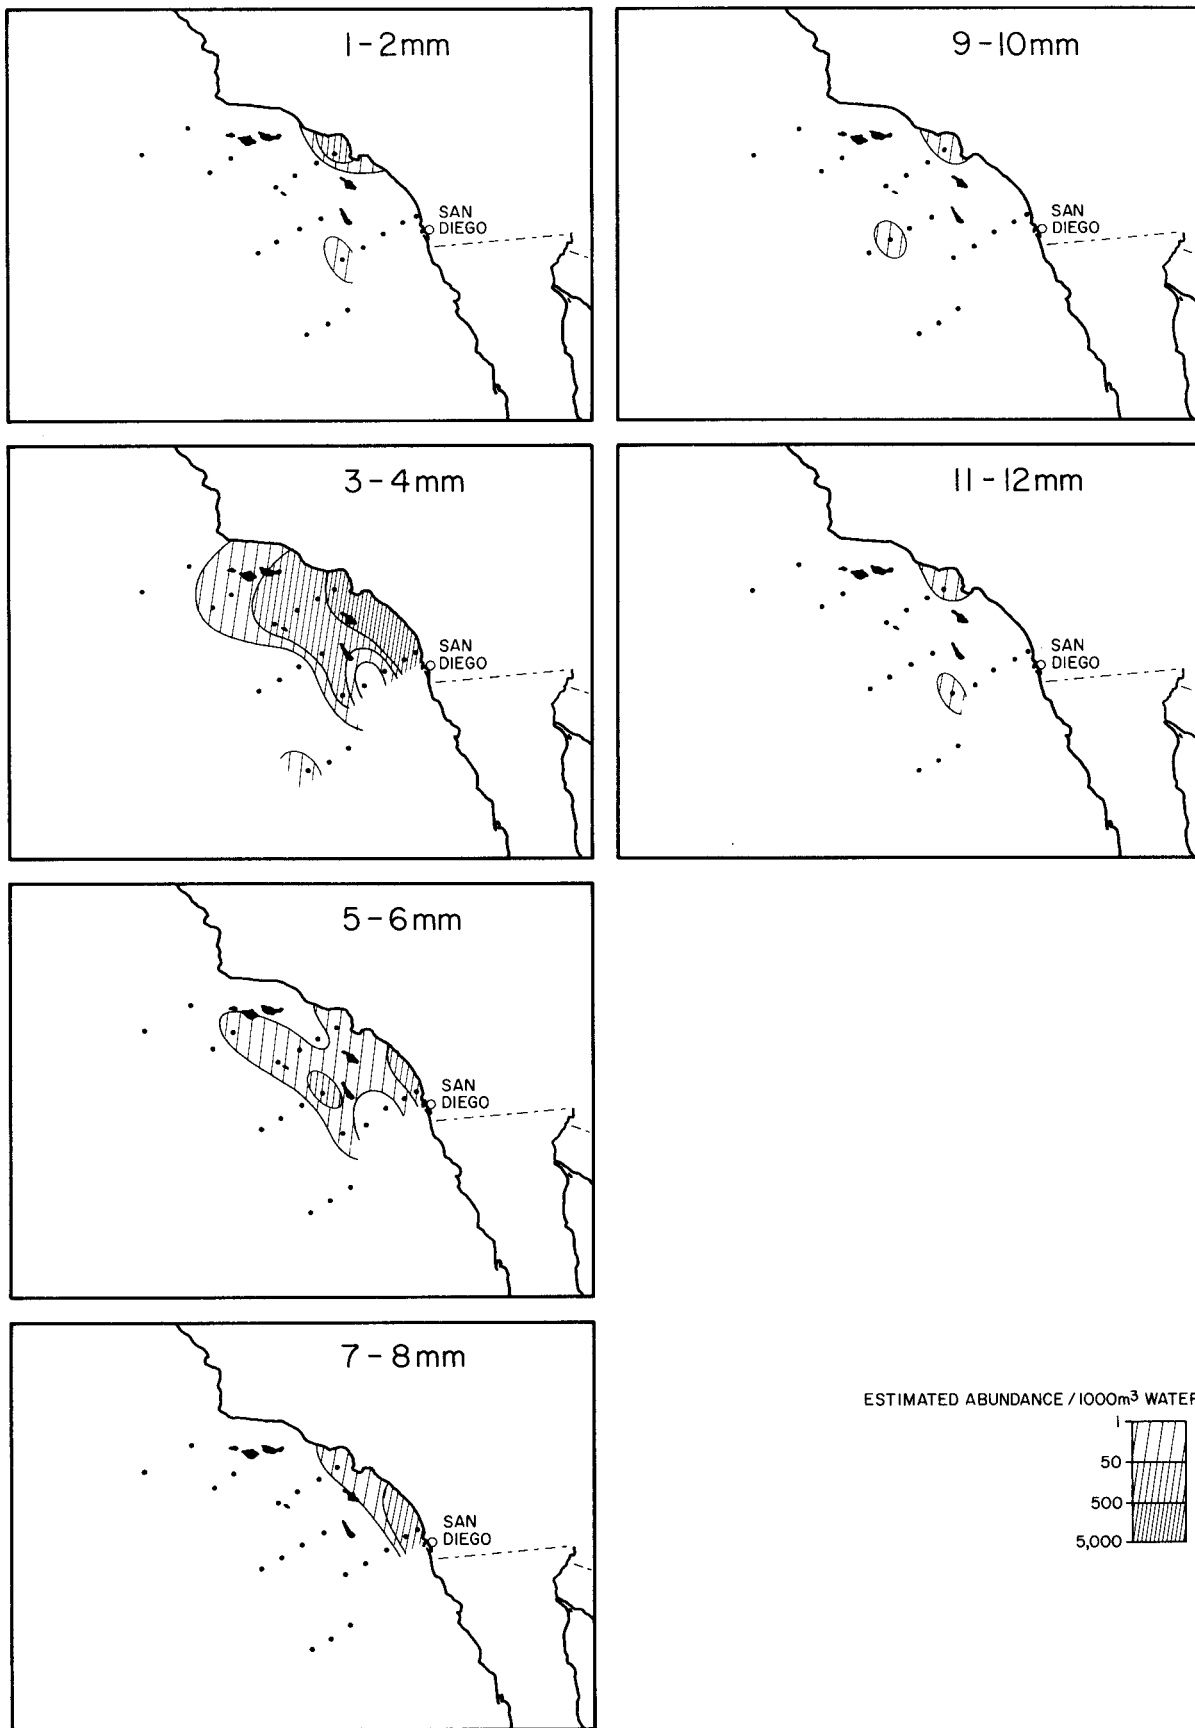 1-2mm
SAN
DIEGO
3-4mm
SAN
DIEGO
5-6mm
SAN
DIEGO
7-8mm
SAN
DIEGO
9-10mm
SAN
DIEGO
11-12mm
SAN
DIEGO
ESTIMATED ABUNDANCE / 1000m³ WATER
1
50
500
5,000